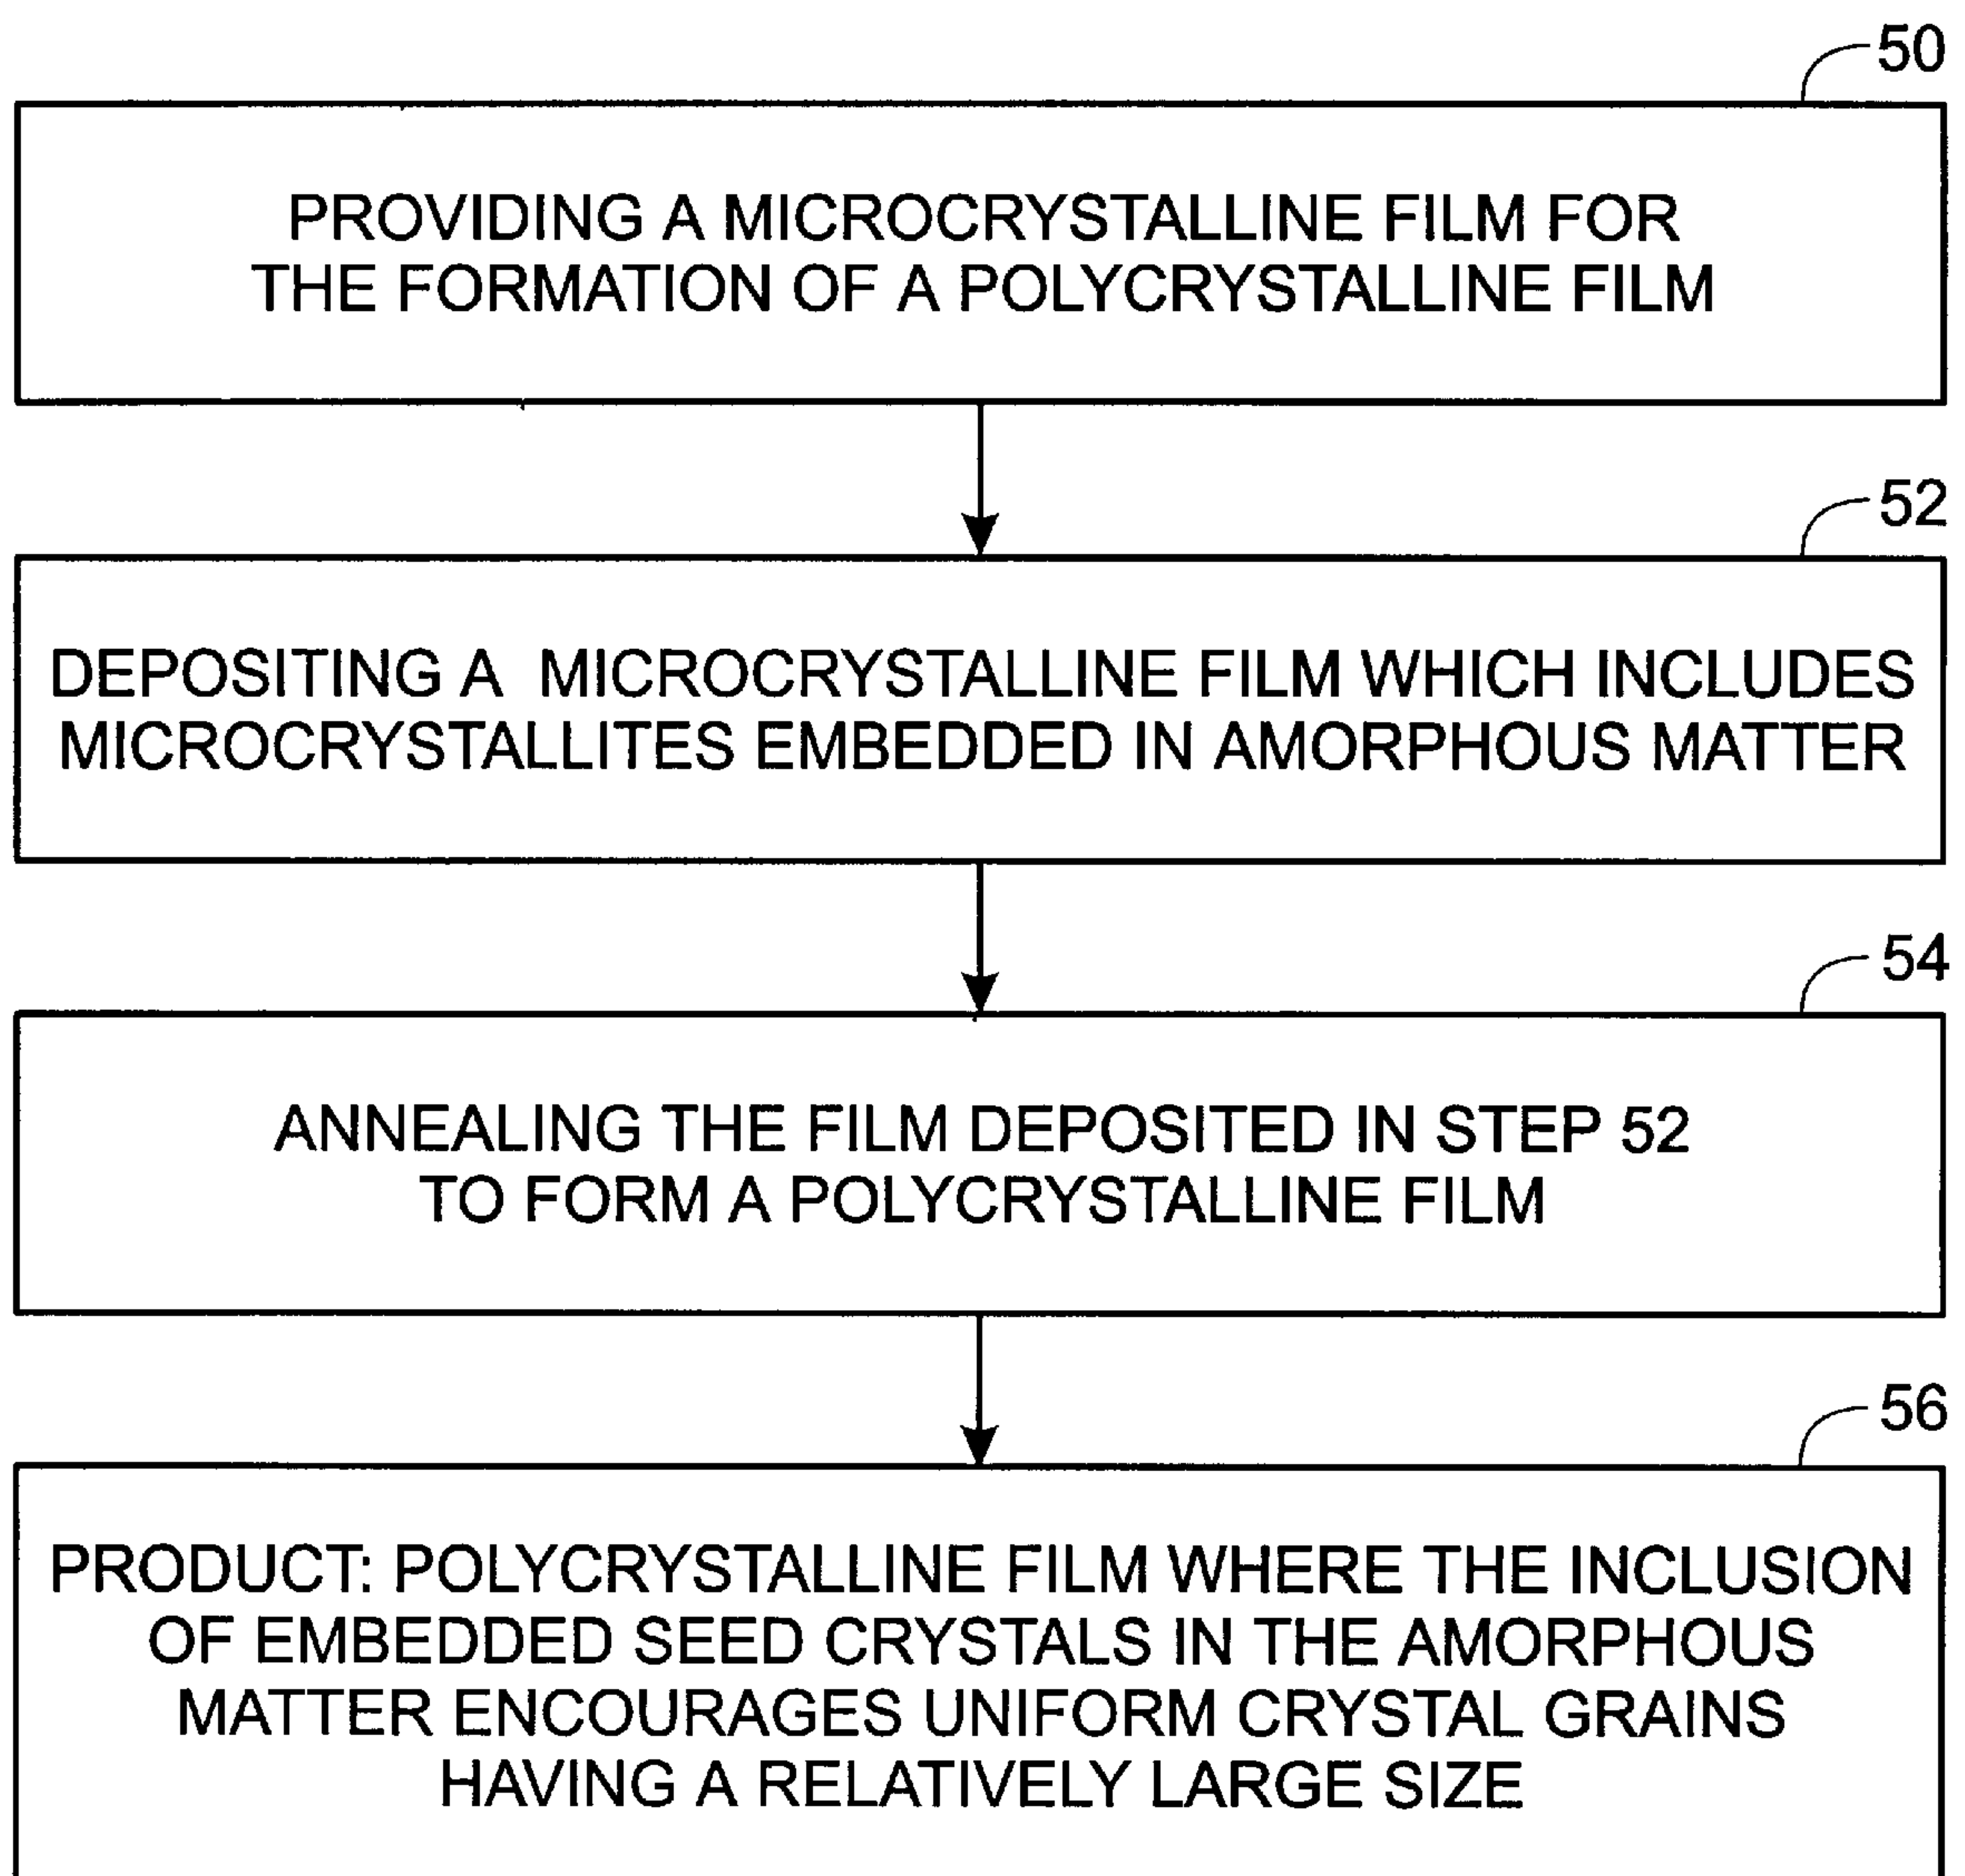 50
PROVIDING A MICROCRYSTALLINE FILM FOR
THE FORMATION OF A POLYCRYSTALLINE FILM
52
DEPOSITING A MICROCRYSTALLINE FILM WHICH INCLUDES
MICROCRYSTALLITES EMBEDDED IN AMORPHOUS MATTER
54
ANNEALING THE FILM DEPOSITED IN STEP 52
TO FORM A POLYCRYSTALLINE FILM
56
PRODUCT: POLYCRYSTALLINE FILM WHERE THE INCLUSION
OF EMBEDDED SEED CRYSTALS IN THE AMORPHOUS
MATTER ENCOURAGES UNIFORM CRYSTAL GRAINS
HAVING A RELATIVELY LARGE SIZE